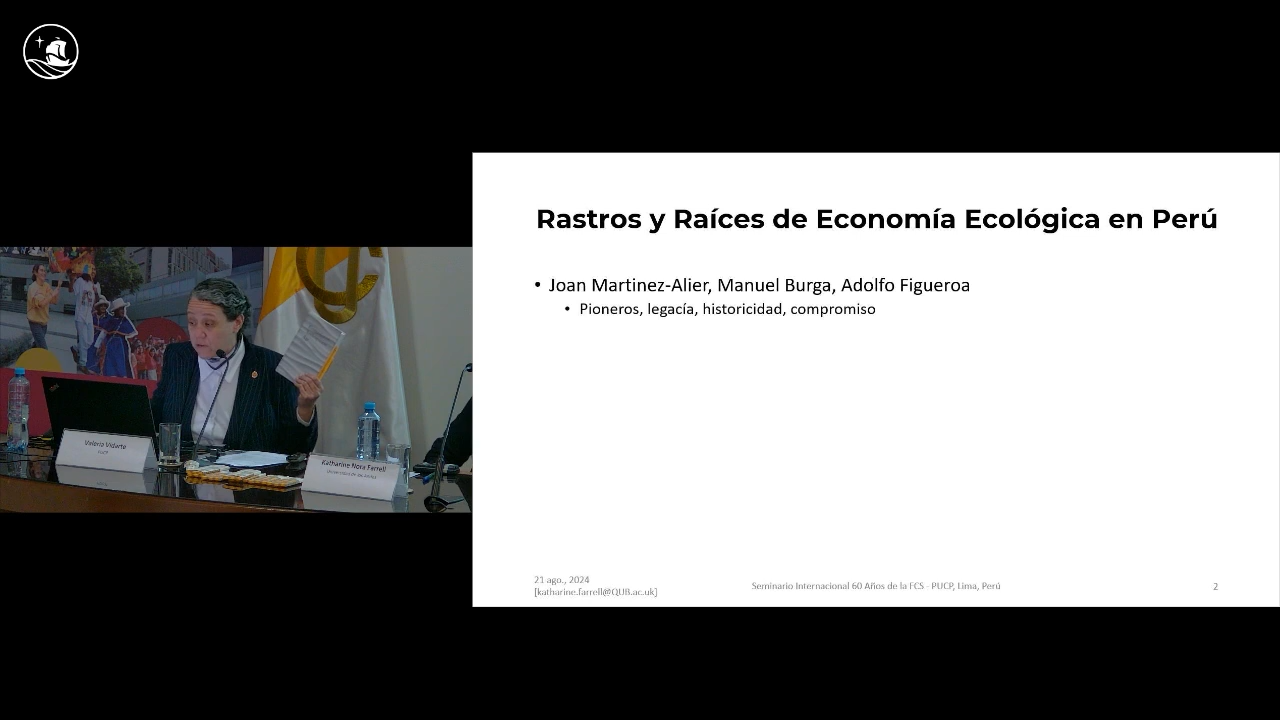 Rastros y Raíces de Economía Ecológica en Perú
• Joan Martinez-Alier, Manuel Burga, Adolfo Figueroa
• Pioneros, legacía, historicidad, compromiso
21 ago., 2024
[katharine.farrell@QUB.ac.uk]
Seminario Internacional 60 Años de la FCS - PUCP, Lima, Perú
2
Valeria Vidarte
PUCP
Katharine Nora Farrell